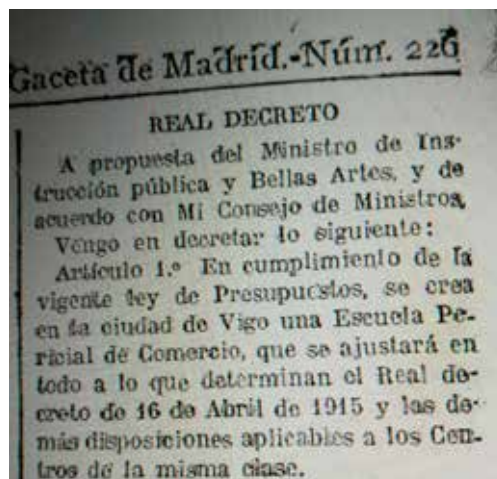 Gaceta de Madrid.-Núm. 226
REAL DECRETO
A propuesta del Ministro de Ins-
trucción pública y Bellas Artes, y de
acuerdo con Mi Consejo de Ministros,
Vengo en decretar lo siguiente:
Artículo 1.º En cumplimiento de la
vigente ley de Presupuestos, se crea
en la ciudad de Vigo una Escuela Pe-
ricial de Comercio, que se ajustará en
todo a lo que determinan el Real de-
creto de 16 de Abril de 1915 y las de-
más disposiciones aplicables a los Cen-
tros de la misma clase.